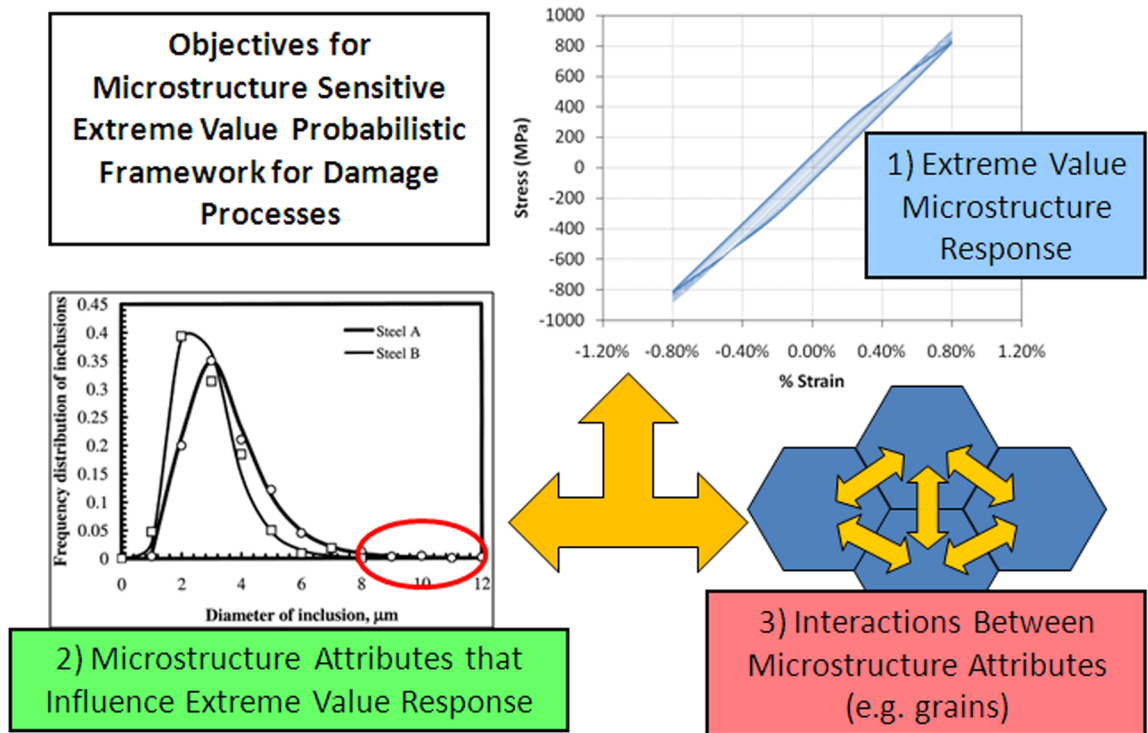 Objectives for
Microstructure Sensitive
Extreme Value Probabilistic
Framework for Damage
Processes
1000
800
600
400
200
0
-200
-400
-600
-800
-1000
Stress (MPa)
-1.20% -0.80% -0.40% 0.00% 0.40% 0.80% 1.20%
% Strain
1) Extreme Value
Microstructure
Response
0.45
0.4
0.35
0.3
0.25
0.2
0.15
0.1
0.05
0
Frequency distribution of inclusions
Steel A
Steel B
0 2 4 6 8 10 12
Diameter of inclusion, μm
2) Microstructure Attributes that
Influence Extreme Value Response
3) Interactions Between
Microstructure Attributes
(e.g. grains)